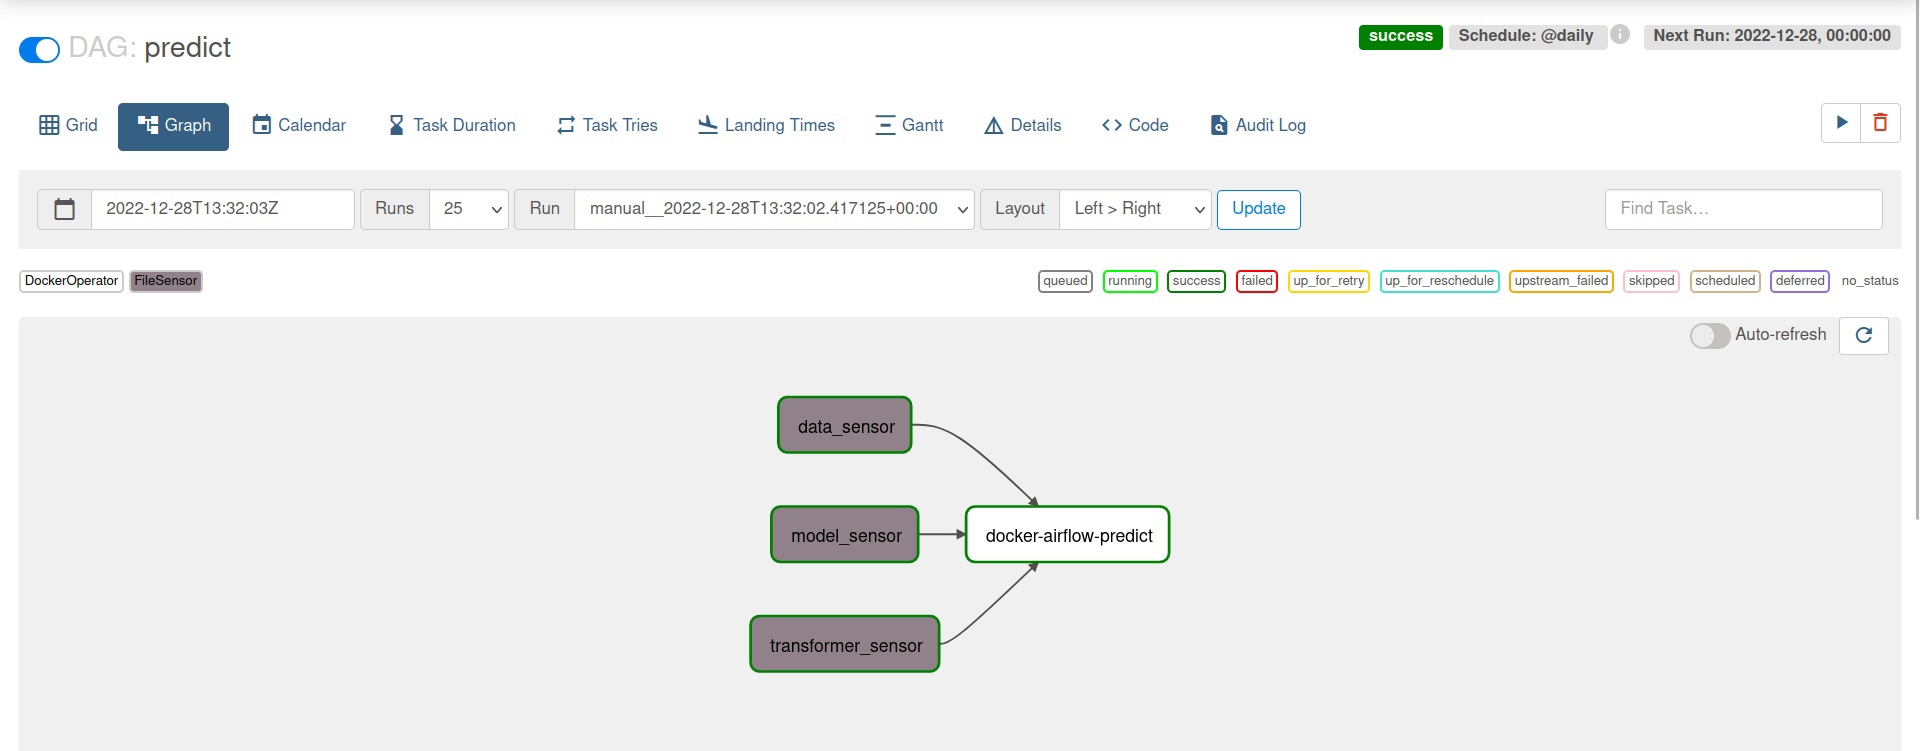 DAG: predict
success Schedule: @daily i Next Run: 2022-12-28, 00:00:00
Grid Graph Calendar Task Duration Task Tries Landing Times Gantt Details Code Audit Log
2022-12-28T13:32:03Z Runs 25 Run manual__2022-12-28T13:32:02.417125+00:00 Layout Left > Right Update Find Task...
DockerOperator FileSensor queued running success failed up_for_retry up_for_reschedule upstream_failed skipped scheduled deferred no_status
Auto-refresh
data_sensor
model_sensor docker-airflow-predict
transformer_sensor